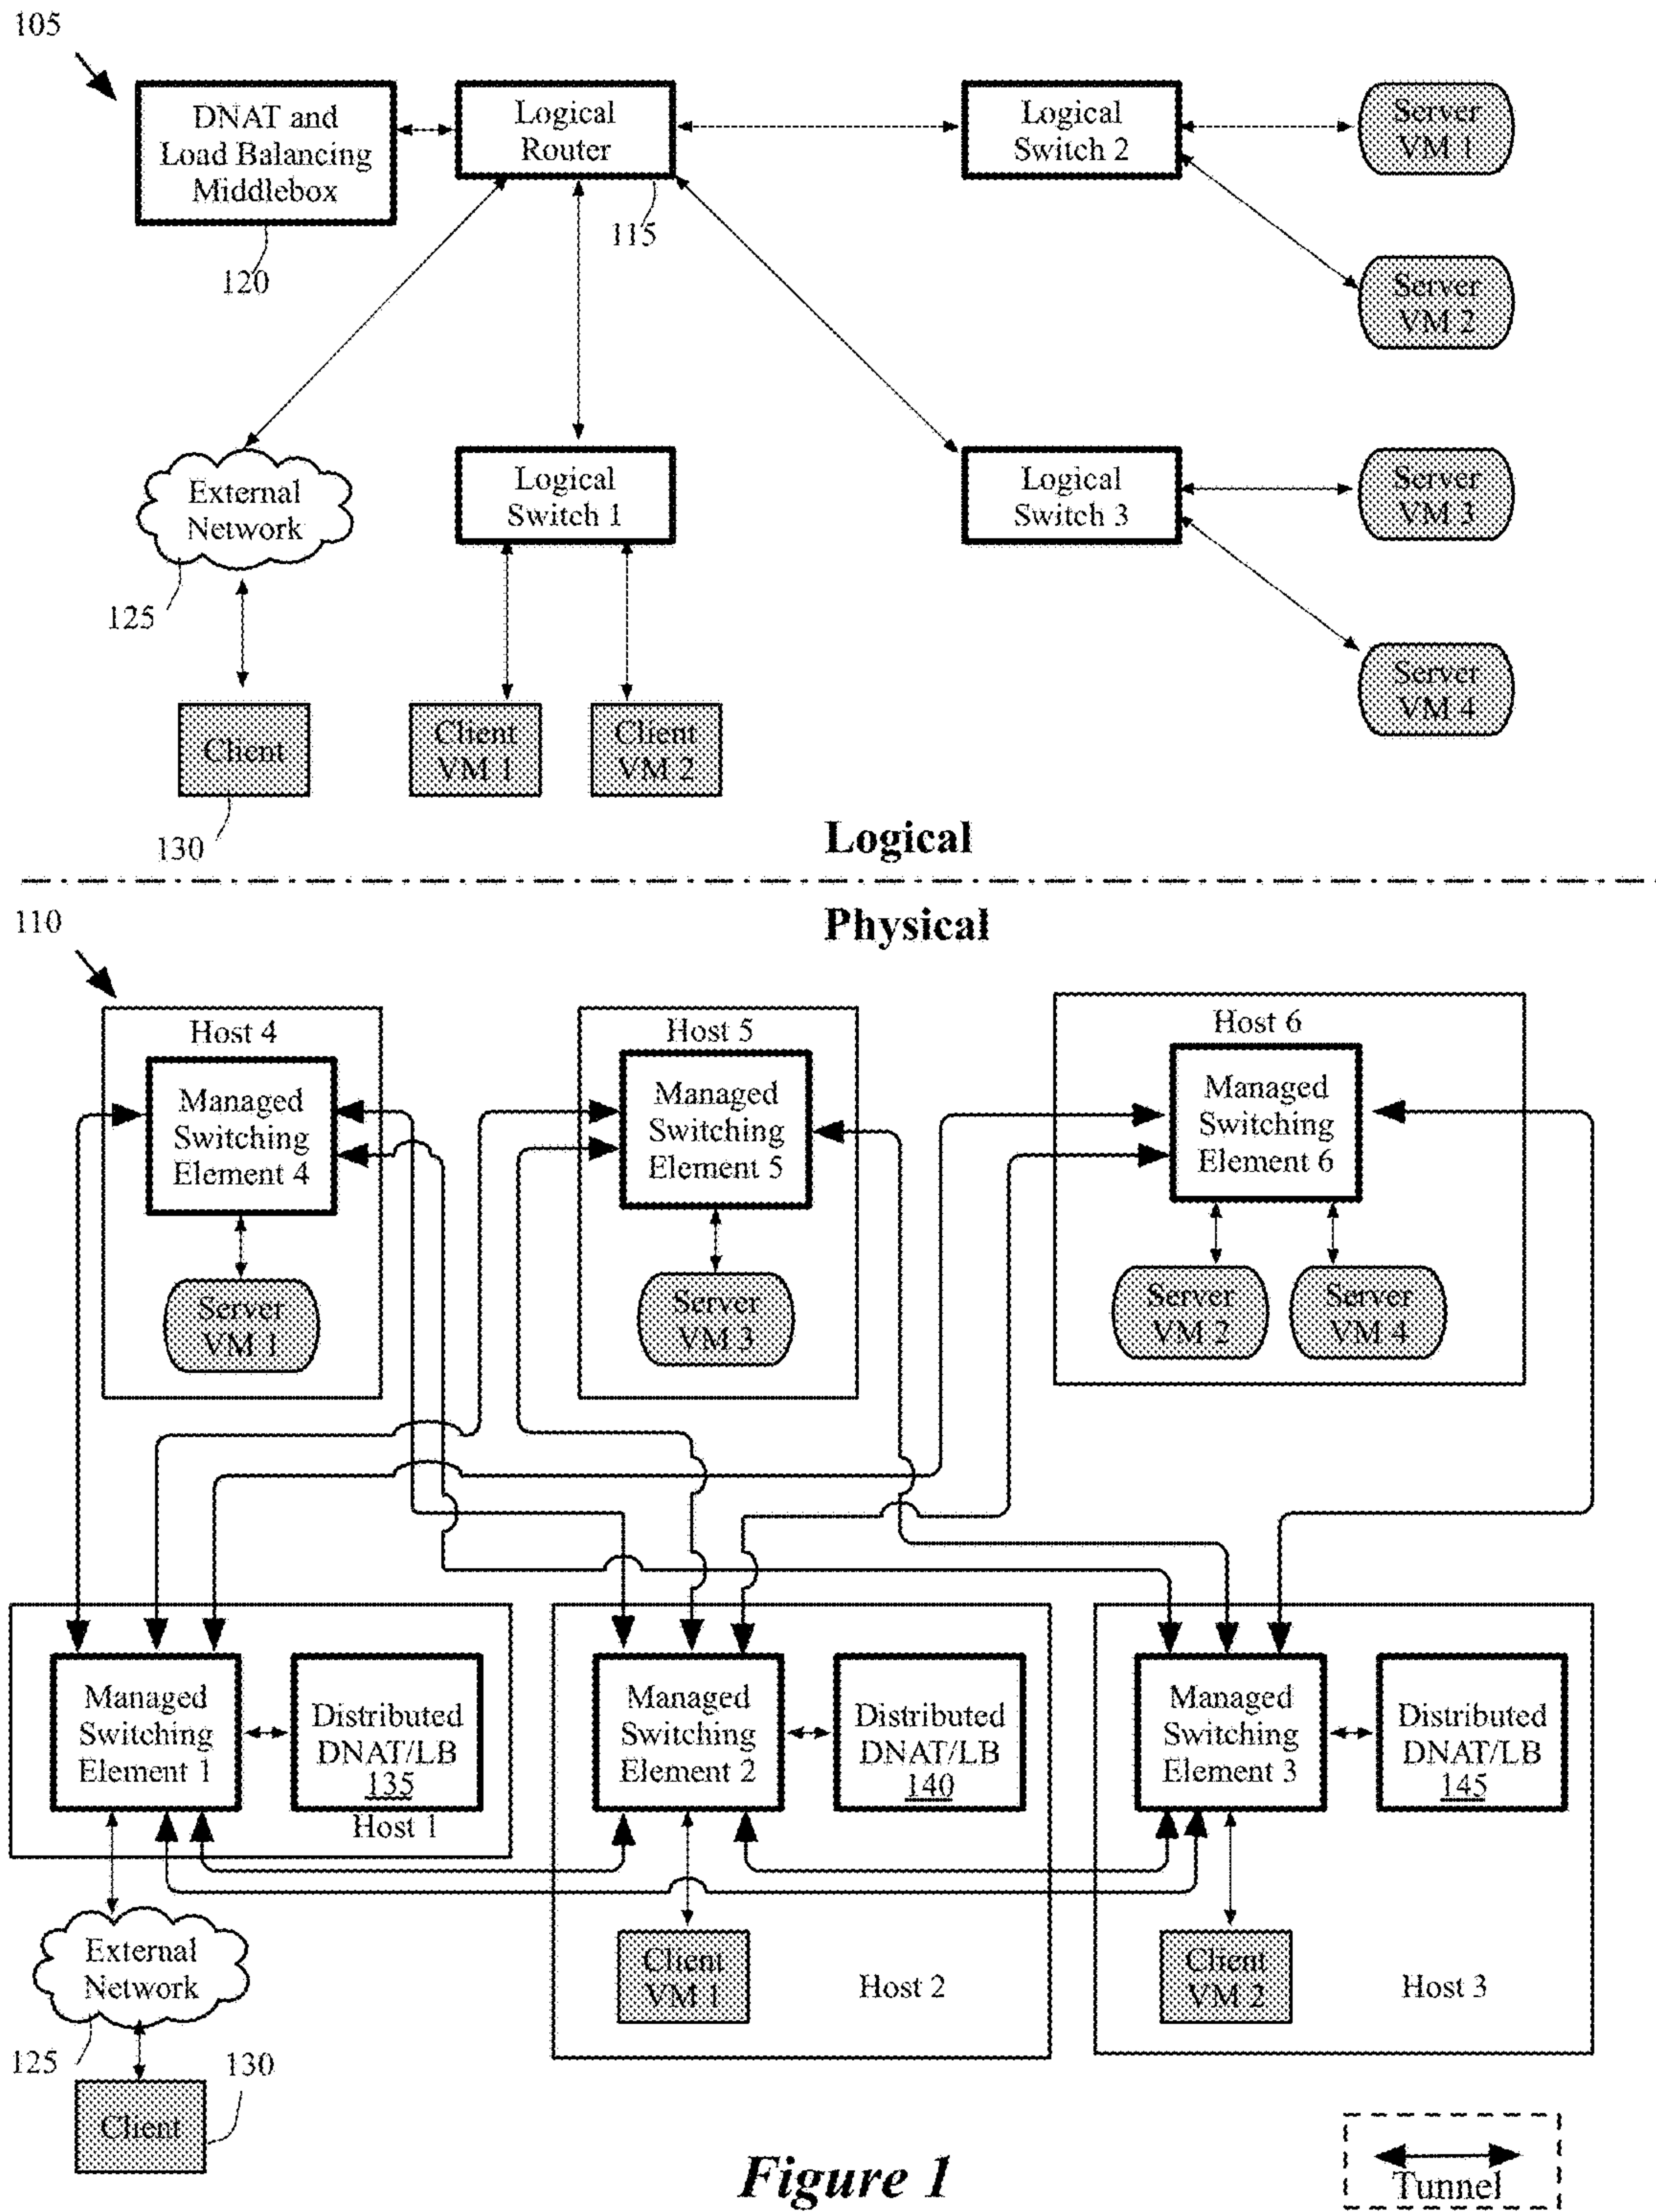 105
DNAT and
Load Balancing
Middlebox
120
Logical
Router
115
Logical
Switch 2
Server
VM 1
Server
VM 2
External
Network
125
Logical
Switch 1
Logical
Switch 3
Server
VM 3
Server
VM 4
Client
130
Client
VM 1
Client
VM 2
Logical
Physical
110
Host 4
Managed
Switching
Element 4
Server
VM 1
Host 5
Managed
Switching
Element 5
Server
VM 3
Host 6
Managed
Switching
Element 6
Server
VM 2
Server
VM 4
Managed
Switching
Element 1
Distributed
DNAT/LB
135
Host 1
Managed
Switching
Element 2
Distributed
DNAT/LB
140
Managed
Switching
Element 3
Distributed
DNAT/LB
145
External
Network
125
Client
130
Client
VM 1
Host 2
Client
VM 2
Host 3
Figure 1
Tunnel